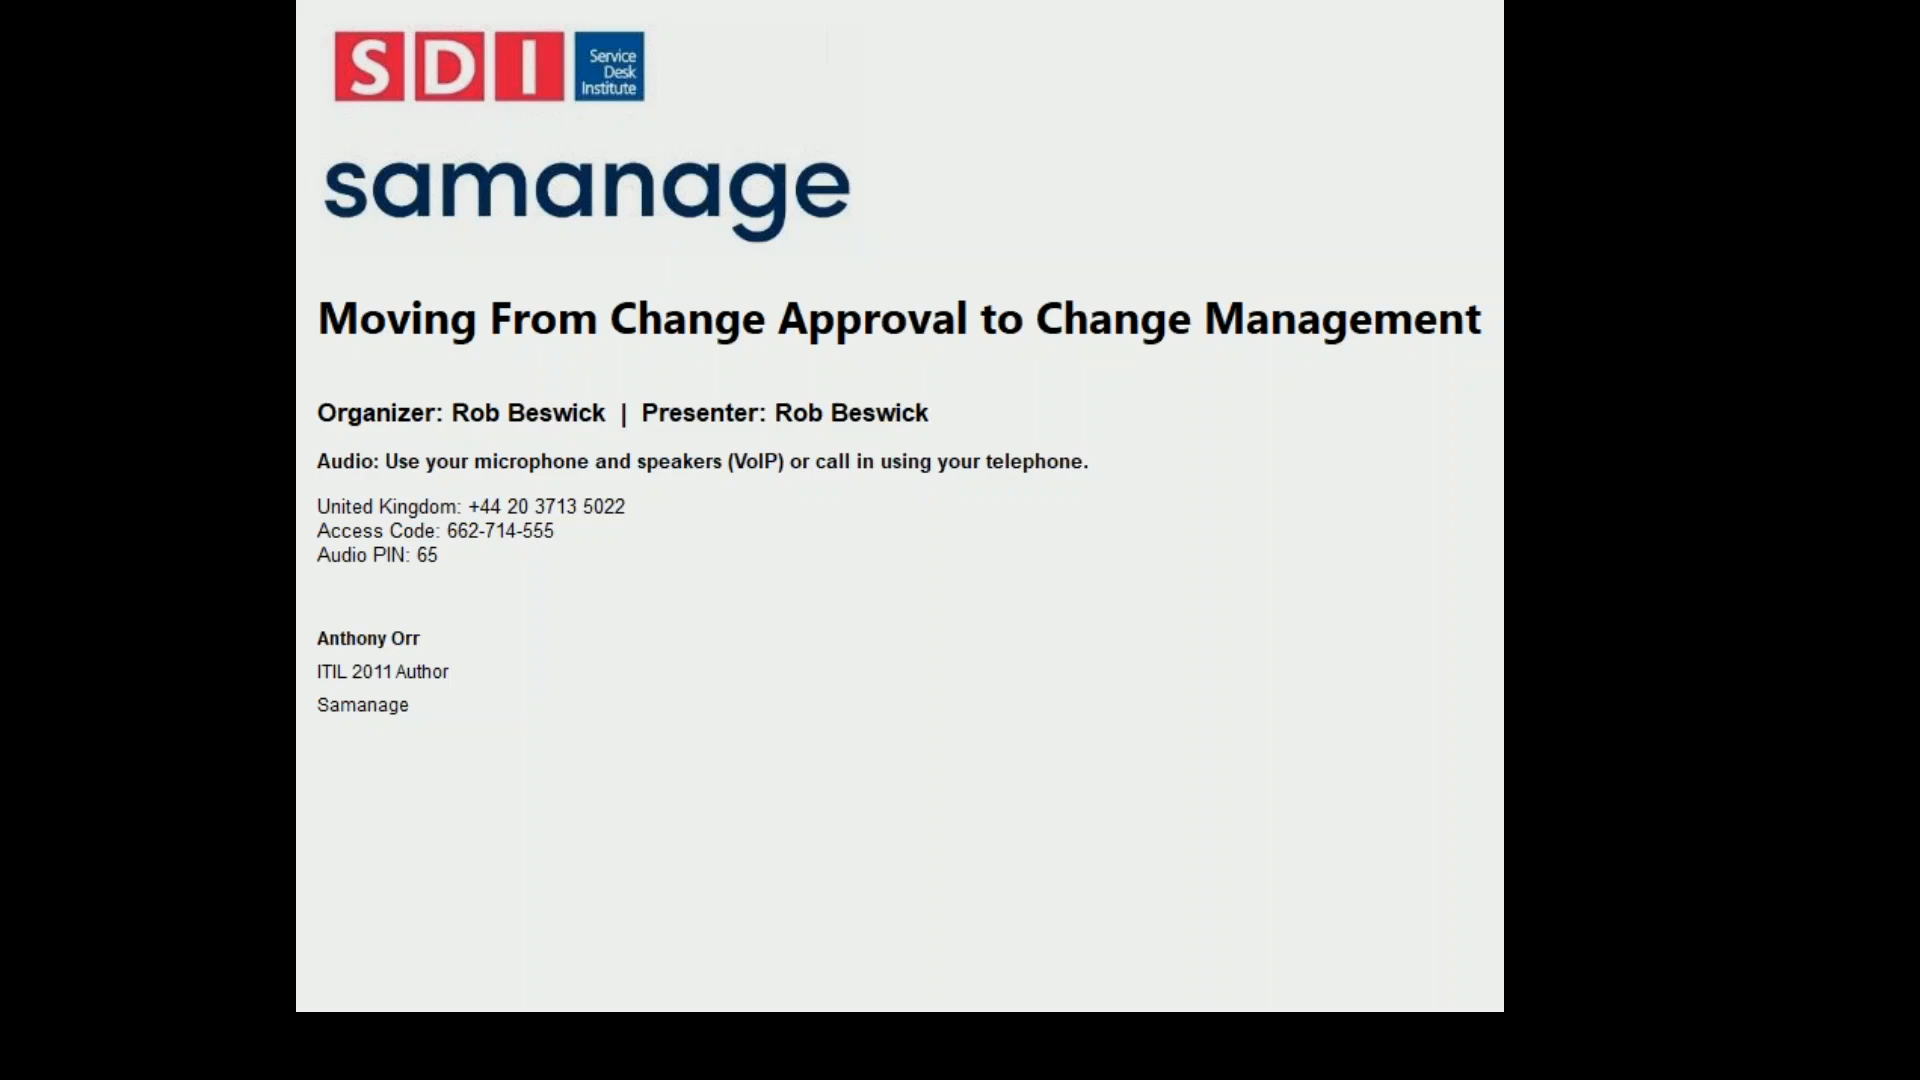 SDI
Service
Desk
Institute
samanage
Moving From Change Approval to Change Management
Organizer: Rob Beswick | Presenter: Rob Beswick
Audio: Use your microphone and speakers (VoIP) or call in using your telephone.
United Kingdom: +44 20 3713 5022
Access Code: 662-714-555
Audio PIN: 65
Anthony Orr
ITIL 2011 Author
Samanage